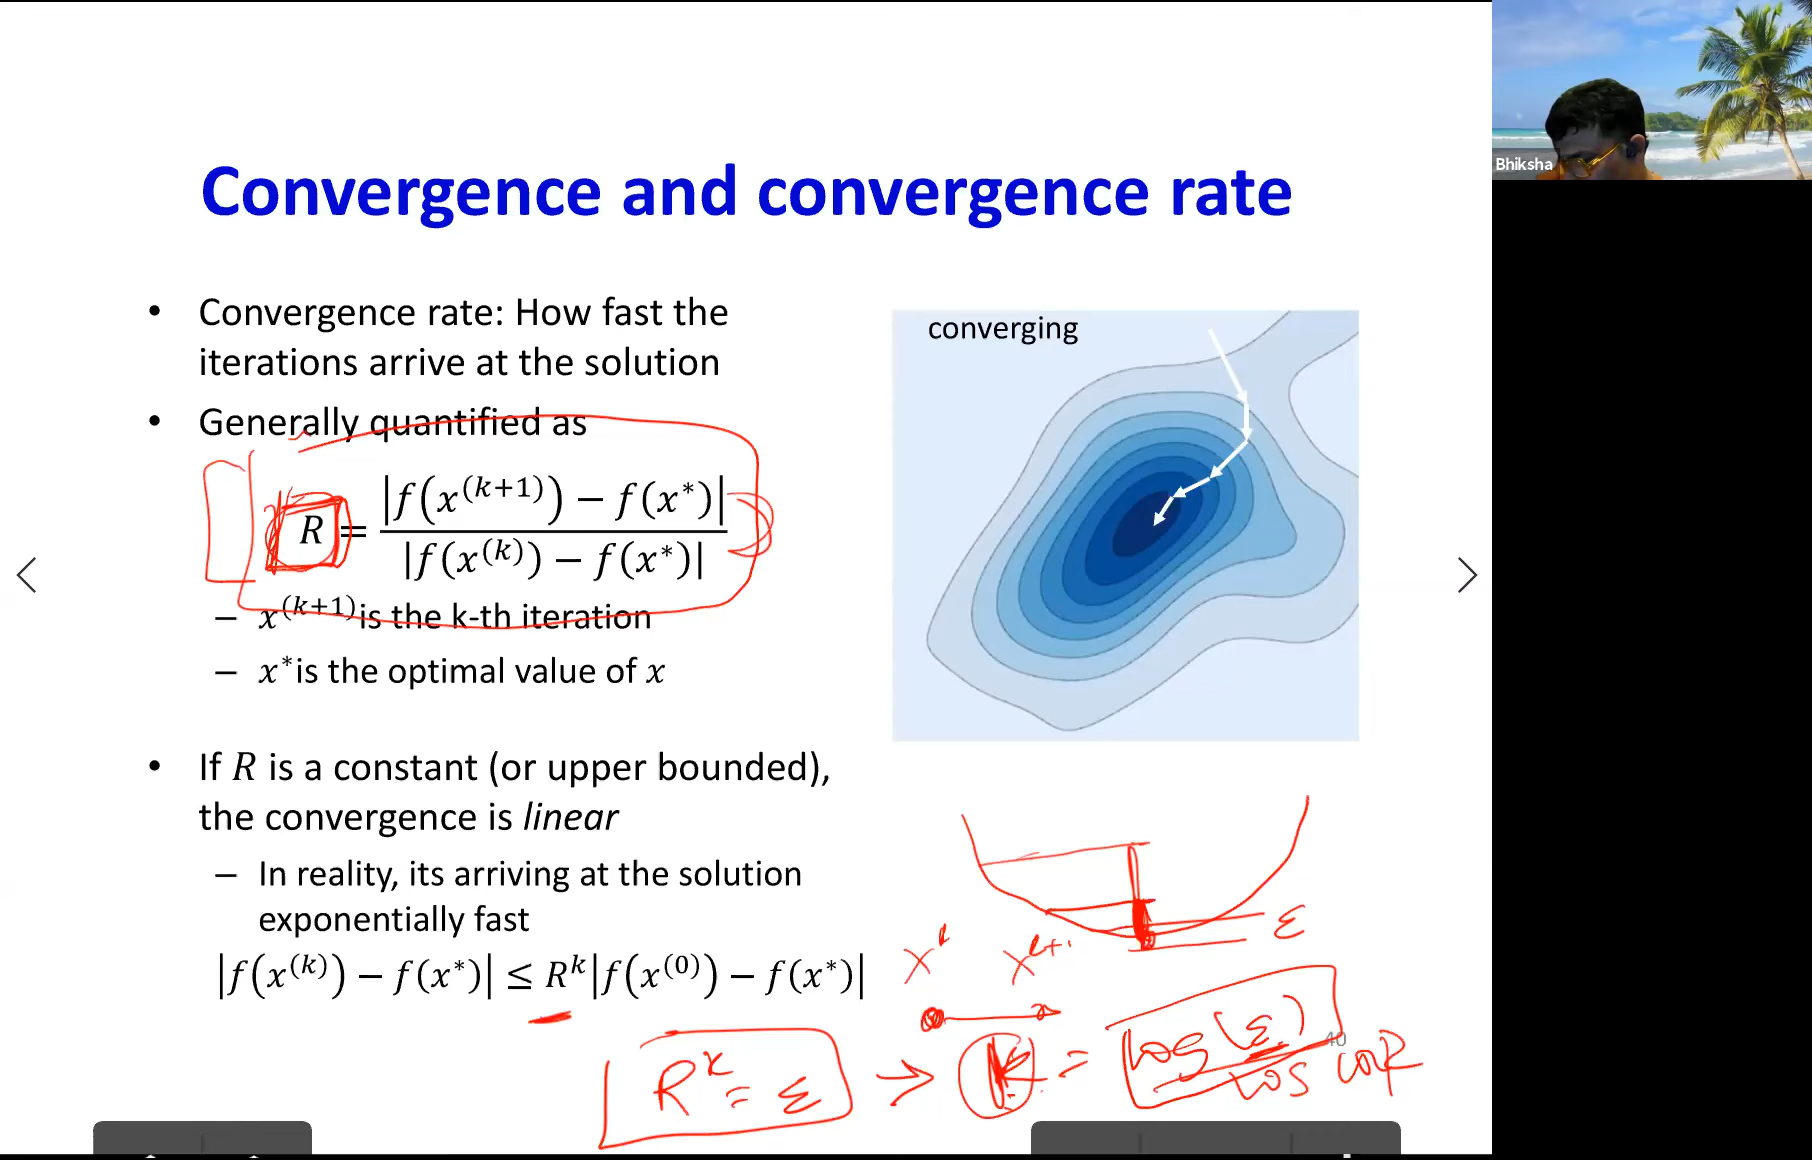 Convergence and convergence rate
• Convergence rate: How fast the
iterations arrive at the solution
• Generally quantified as
R = |f(x^(k+1)) − f(x*)| / |f(x^(k)) − f(x*)|
– x^(k+1) is the k-th iteration
– x* is the optimal value of x
• If R is a constant (or upper bounded),
the convergence is linear
– In reality, its arriving at the solution
exponentially fast
|f(x^(k)) − f(x*)| ≤ R^k |f(x^(0)) − f(x*)|
converging
ε
R^k = ε → k = log(ε)
40
Bhiksha